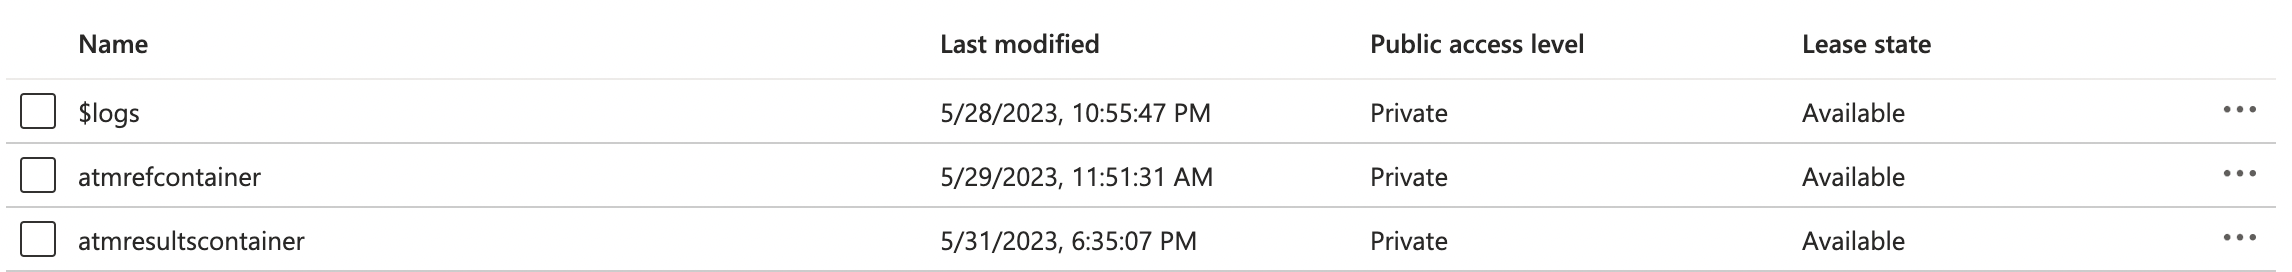 Name Last modified Public access level Lease state
$logs 5/28/2023, 10:55:47 PM Private Available
atmrefcontainer 5/29/2023, 11:51:31 AM Private Available
atmresultscontainer 5/31/2023, 6:35:07 PM Private Available